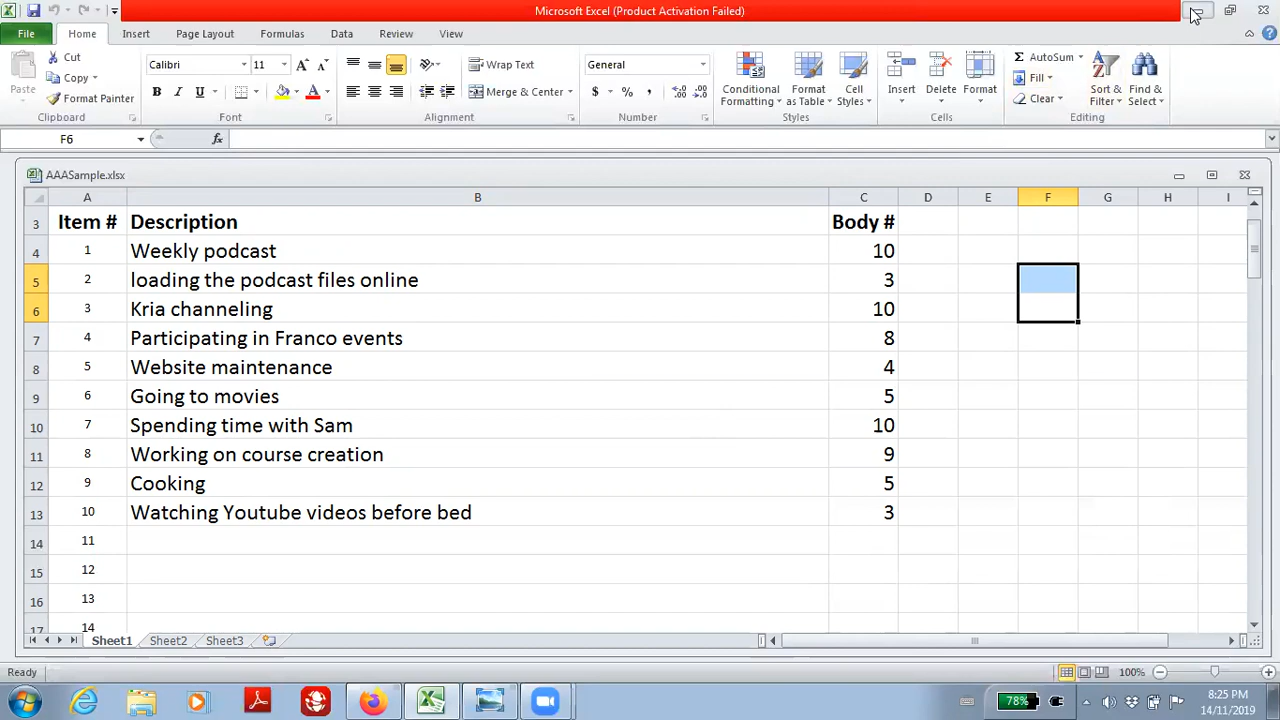 Microsoft Excel (Product Activation Failed)
File Home Insert Page Layout Formulas Data Review View
Cut
Copy
Format Painter
Paste
Clipboard
Calibri 11
B I U
Font
Wrap Text
Merge & Center
Alignment
General
$ % ,
Number
Conditional Formatting
Format as Table
Cell Styles
Styles
Insert
Delete
Format
Cells
AutoSum
Fill
Clear
Sort & Filter
Find & Select
Editing
F6 fx
AAASample.xlsx
A B C D E F G H I
3 Item # Description Body #
4 1 Weekly podcast 10
5 2 loading the podcast files online 3
6 3 Kria channeling 10
7 4 Participating in Franco events 8
8 5 Website maintenance 4
9 6 Going to movies 5
10 7 Spending time with Sam 10
11 8 Working on course creation 9
12 9 Cooking 5
13 10 Watching Youtube videos before bed 3
14 11
15 12
16 13
17 14
Sheet1 Sheet2 Sheet3
Ready 100%
78%
8:25 PM
14/11/2019